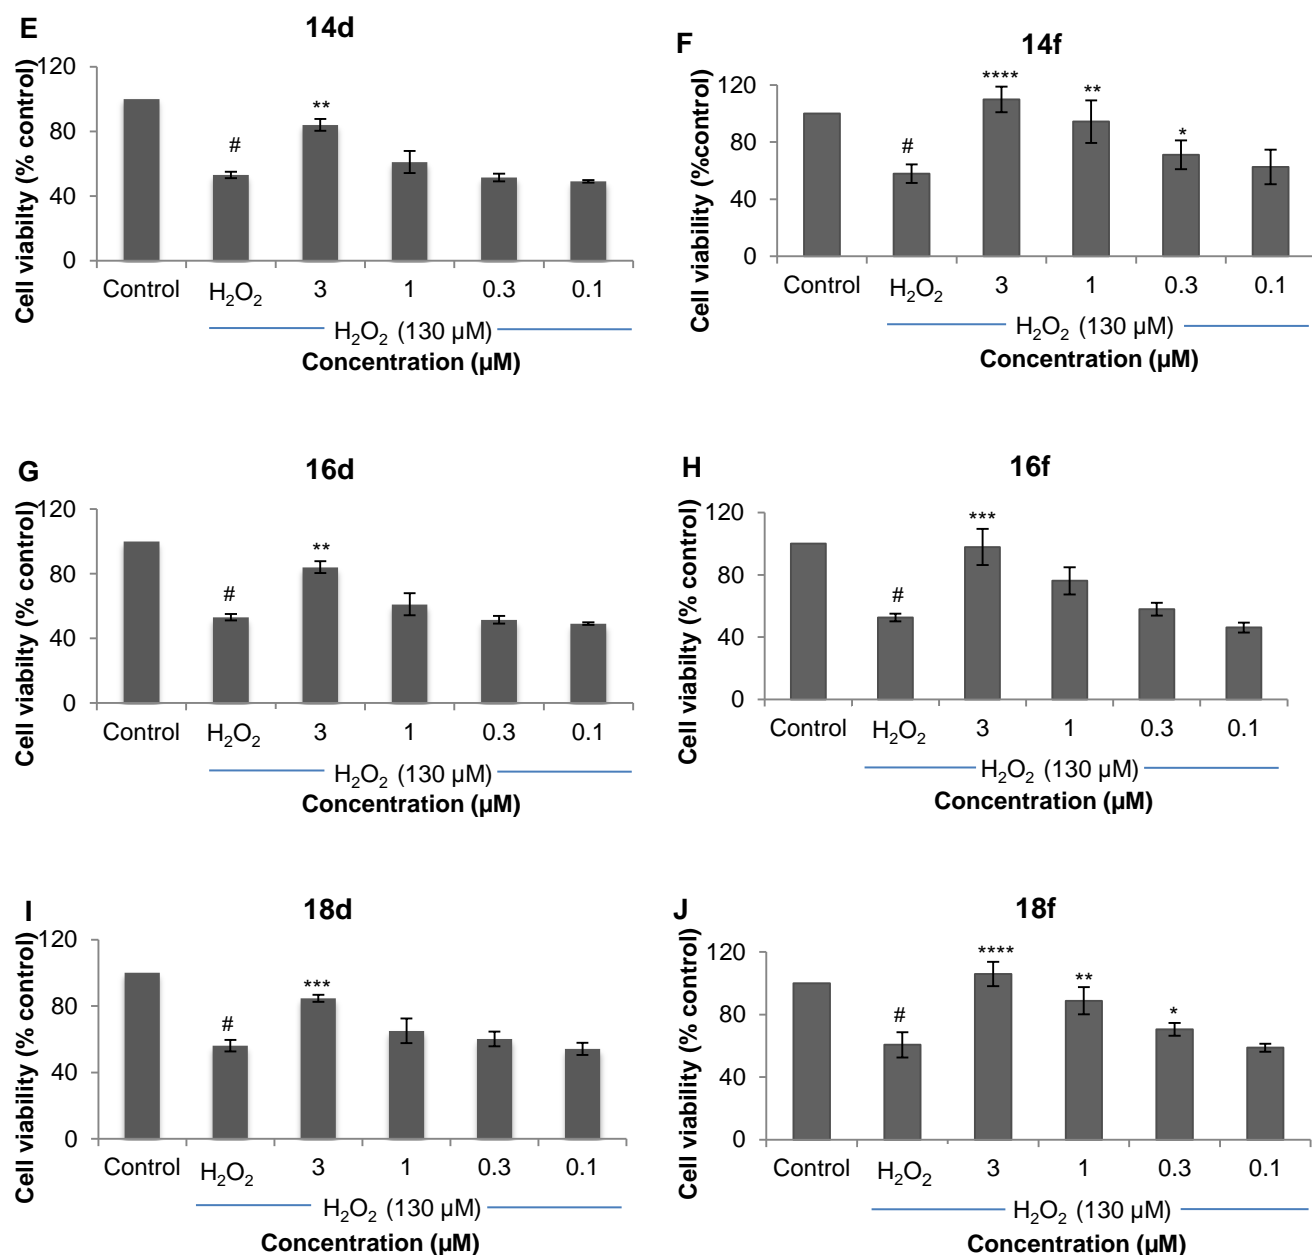 E
14d
Cell viabilty (% control)
120
80
40
0
**
#
Control H₂O₂ 3 1 0.3 0.1
H₂O₂ (130 µM)
Concentration (µM)
F
14f
Cell viability (%control)
120
80
40
0
****
**
*
#
Control H₂O₂ 3 1 0.3 0.1
H₂O₂ (130 µM)
Concentration (µM)
G
16d
Cell viabilty (% control)
120
80
40
0
**
#
Control H₂O₂ 3 1 0.3 0.1
H₂O₂ (130 µM)
Concentration (µM)
H
16f
Cell viability (% control)
120
80
40
0
***
#
Control H₂O₂ 3 1 0.3 0.1
H₂O₂ (130 µM)
Concentration (µM)
I
18d
Cell viability (% control)
120
80
40
0
***
#
Control H₂O₂ 3 1 0.3 0.1
H₂O₂ (130 µM)
Concentration (µM)
J
18f
Cell viability (% control)
120
80
40
0
****
**
*
#
Control H₂O₂ 3 1 0.3 0.1
H₂O₂ (130 µM)
Concentration (µM)